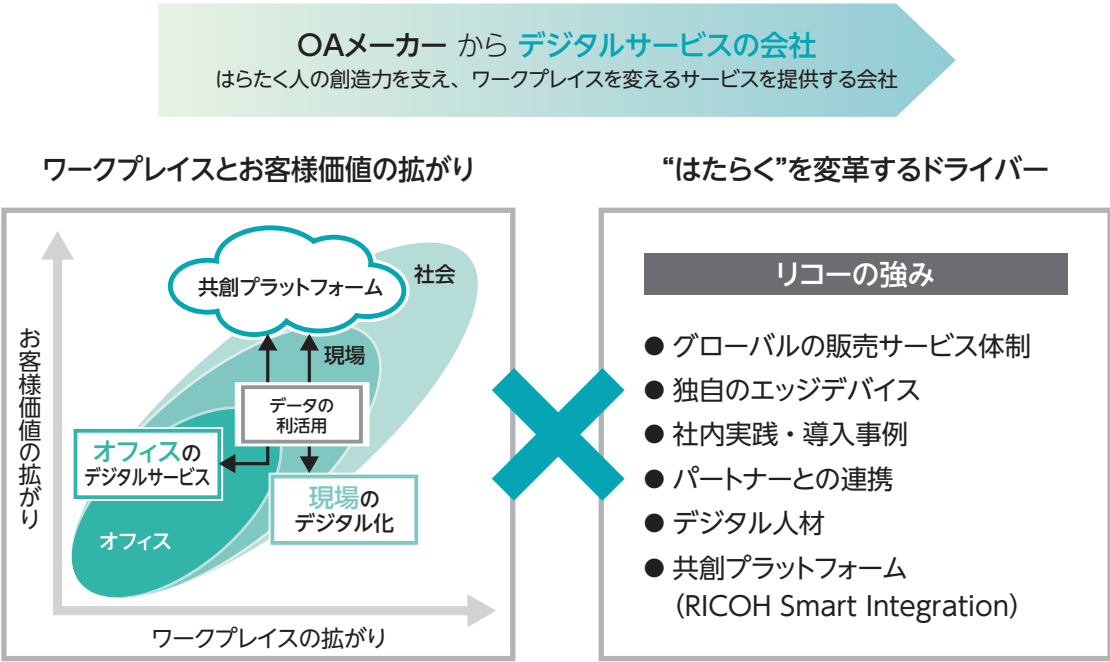 OAメーカー から デジタルサービスの会社
はらたく人の創造力を支え、ワークプレイスを変えるサービスを提供する会社
ワークプレイスとお客様価値の拡がり
お客様価値の拡がり
共創プラットフォーム
社会
現場
データの
利活用
オフィスの
デジタルサービス
現場の
デジタル化
オフィス
ワークプレイスの拡がり
“はたらく”を変革するドライバー
リコーの強み
● グローバルの販売サービス体制
● 独自のエッジデバイス
● 社内実践・導入事例
● パートナーとの連携
● デジタル人材
● 共創プラットフォーム
(RICOH Smart Integration)